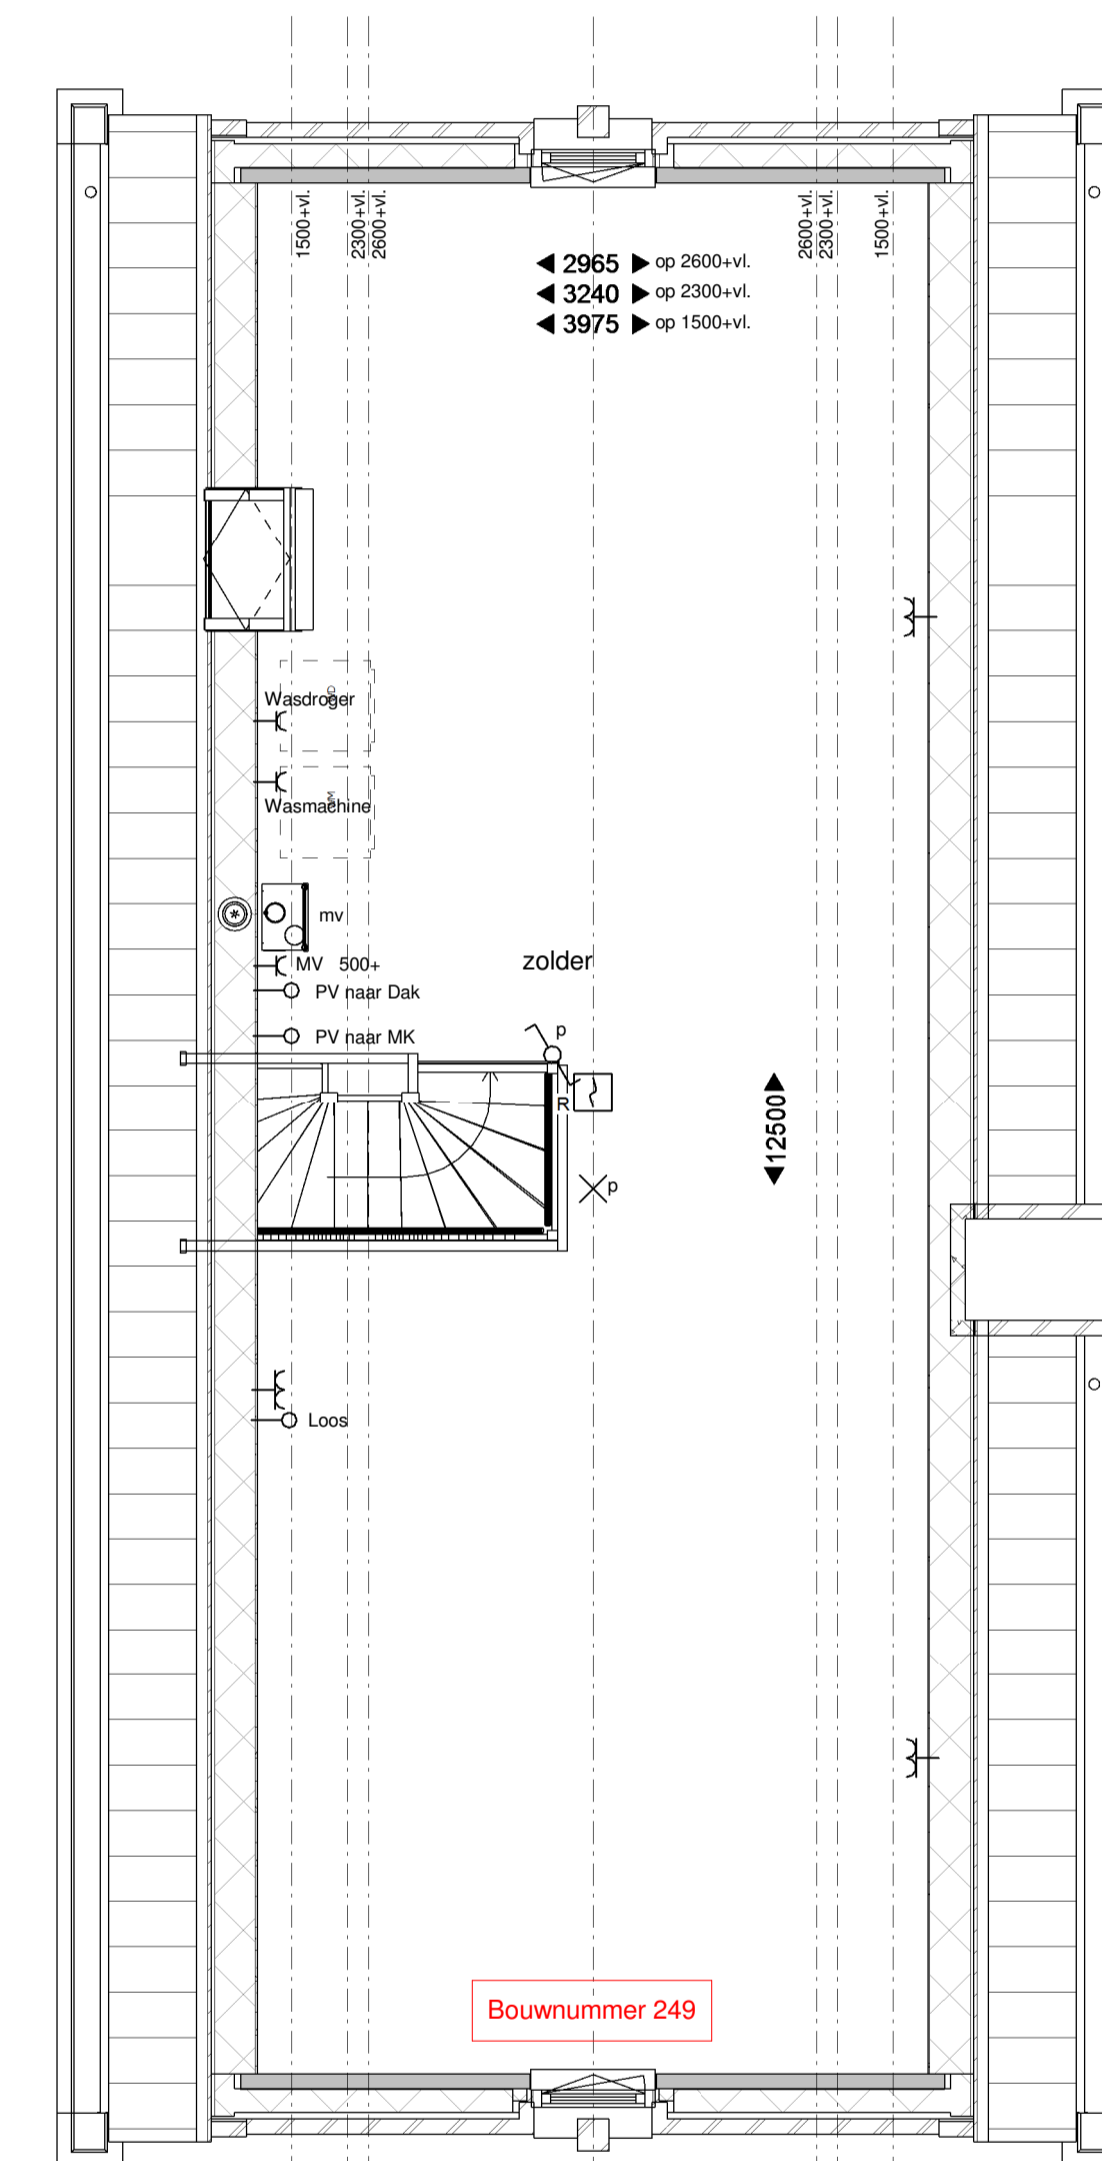 1500+vl.
2300+vl.
2600+vl.
2600+vl.
2300+vl.
1500+vl.
2965 op 2600+vl.
3240 op 2300+vl.
3975 op 1500+vl.
WD
Wasdroger
WM
Wasmachine
mv
MV 500+
zolder
PV naar Dak
PV naar MK
p
R
p
12500
Loos
Bouwnummer 249